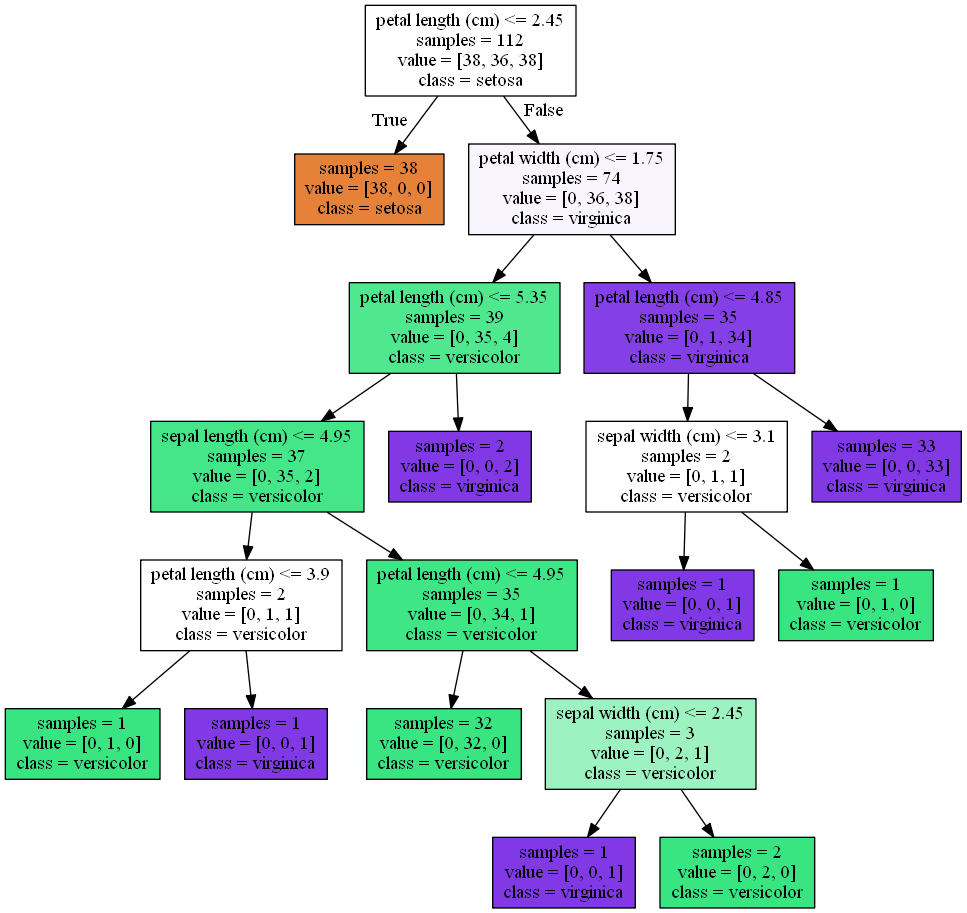 petal length (cm) <= 2.45
samples = 112
value = [38, 36, 38]
class = setosa
True
False
samples = 38
value = [38, 0, 0]
class = setosa
petal width (cm) <= 1.75
samples = 74
value = [0, 36, 38]
class = virginica
petal length (cm) <= 5.35
samples = 39
value = [0, 35, 4]
class = versicolor
petal length (cm) <= 4.85
samples = 35
value = [0, 1, 34]
class = virginica
sepal length (cm) <= 4.95
samples = 37
value = [0, 35, 2]
class = versicolor
samples = 2
value = [0, 0, 2]
class = virginica
sepal width (cm) <= 3.1
samples = 2
value = [0, 1, 1]
class = versicolor
samples = 33
value = [0, 0, 33]
class = virginica
petal length (cm) <= 3.9
samples = 2
value = [0, 1, 1]
class = versicolor
petal length (cm) <= 4.95
samples = 35
value = [0, 34, 1]
class = versicolor
samples = 1
value = [0, 0, 1]
class = virginica
samples = 1
value = [0, 1, 0]
class = versicolor
samples = 1
value = [0, 1, 0]
class = versicolor
samples = 1
value = [0, 0, 1]
class = virginica
samples = 32
value = [0, 32, 0]
class = versicolor
sepal width (cm) <= 2.45
samples = 3
value = [0, 2, 1]
class = versicolor
samples = 1
value = [0, 0, 1]
class = virginica
samples = 2
value = [0, 2, 0]
class = versicolor